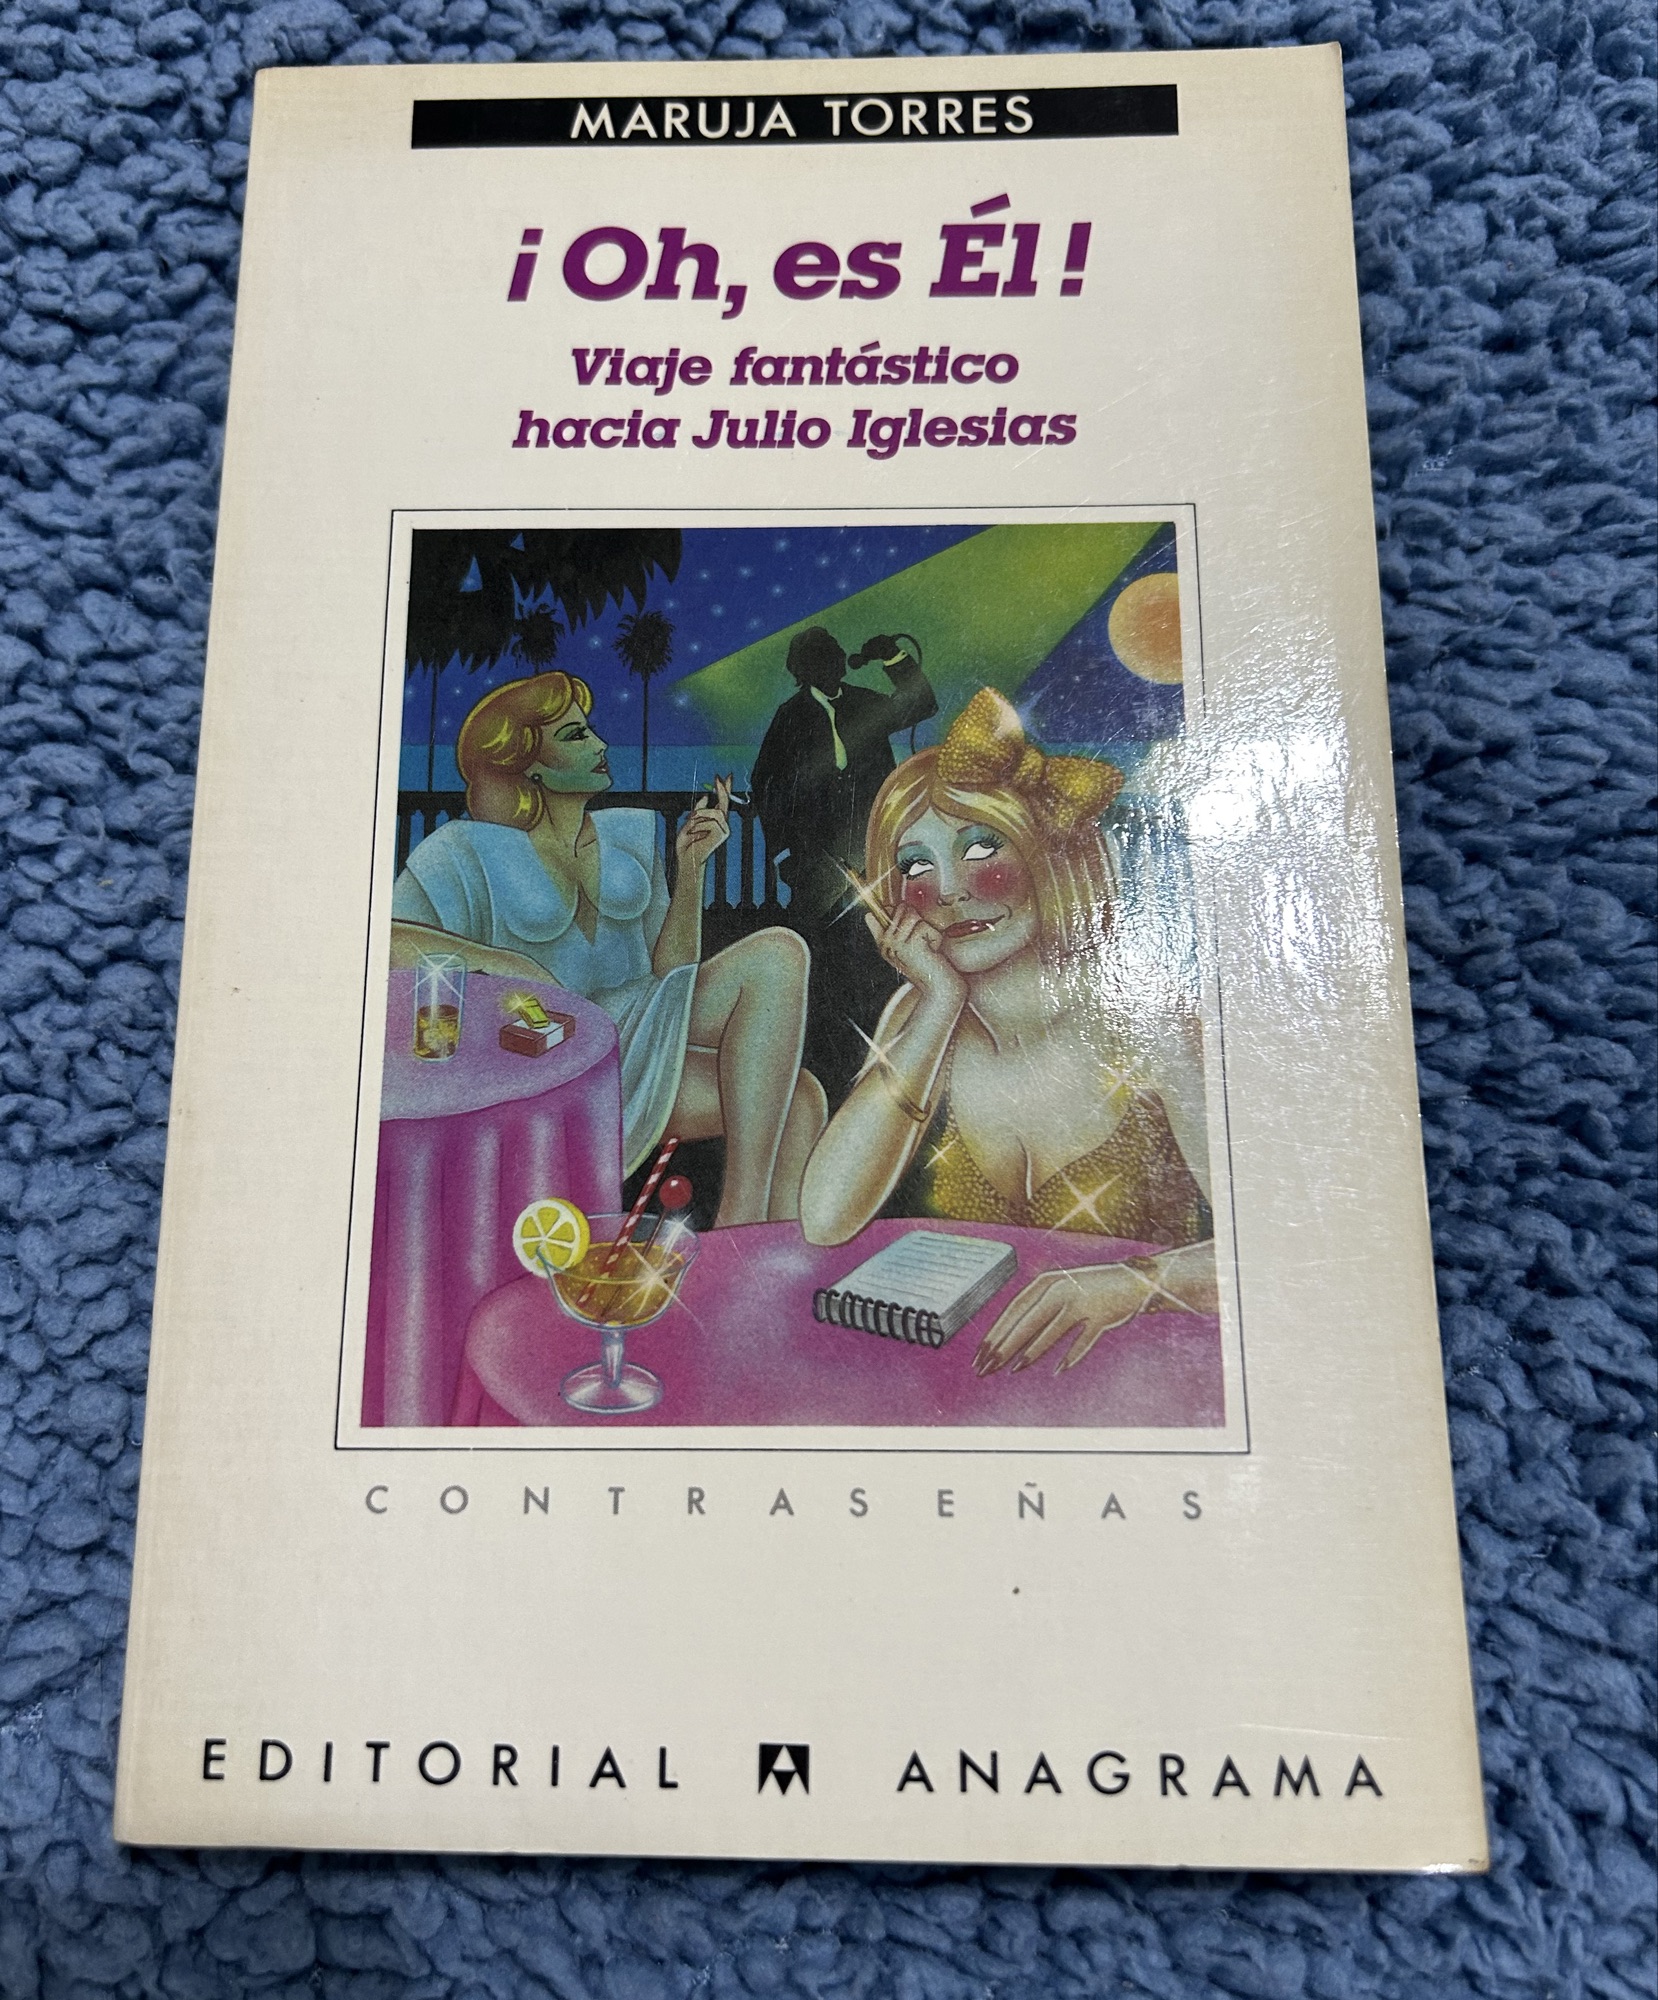 MARUJA TORRES
¡Oh, es Él!
Viaje fantástico
hacia Julio Iglesias
CONTRASEÑAS
EDITORIAL ANAGRAMA